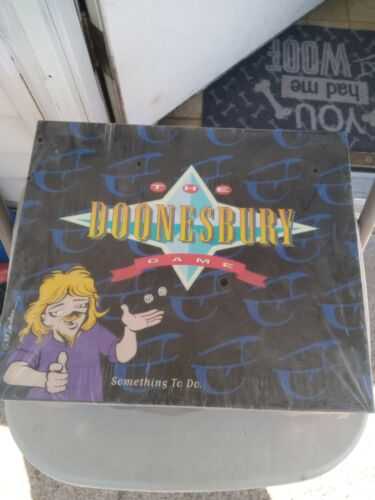 YOU
had me
WOOF
THE
DOONESBURY
GAME
Something To Do.